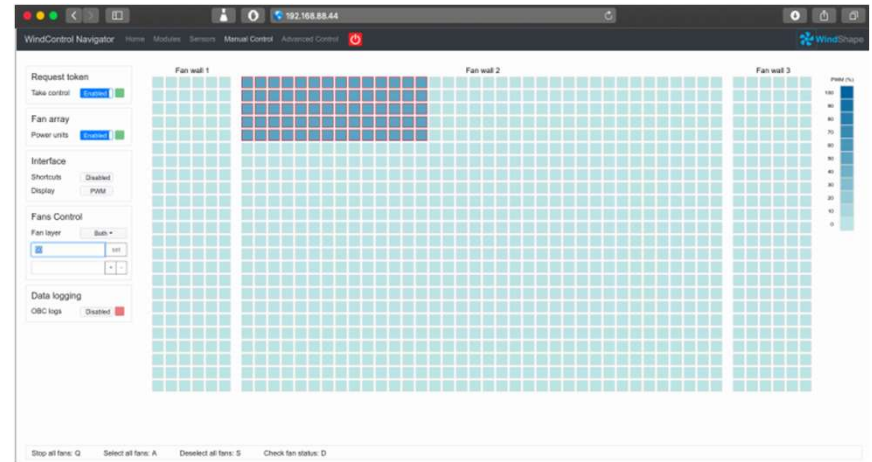 192.168.88.44
WindControl Navigator Home Modules Sensors Manual Control Advanced Control WindShape
Fan wall 1 Fan wall 2 Fan wall 3
Request token
Take control Enabled
Fan array
Power units Enabled
Interface
Shortcuts Disabled
Display PWM
Fans Control
Fan layer Both
set
+ -
Data logging
OBC logs Disabled
PWM (%)
100
90
80
70
60
50
40
30
20
10
0
Stop all fans: Q Select all fans: A Deselect all fans: S Check fan status: D